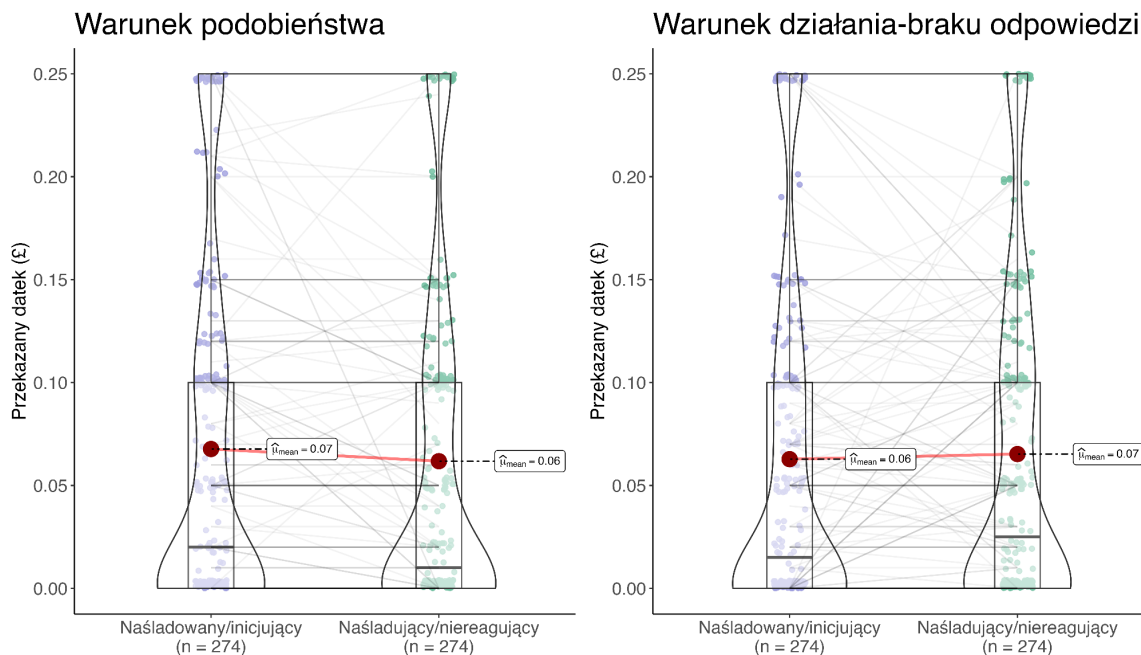 Warunek podobieństwa
Przekazany datek (£)
0.25
0.20
0.15
0.10
0.05
0.00
μ̂mean = 0.07
μ̂mean = 0.06
Naśladowany/inicjujący
(n = 274)
Naśladujący/niereagujący
(n = 274)
Warunek działania-braku odpowiedzi
Przekazany datek (£)
0.25
0.20
0.15
0.10
0.05
0.00
μ̂mean = 0.06
μ̂mean = 0.07
Naśladowany/inicjujący
(n = 274)
Naśladujący/niereagujący
(n = 274)